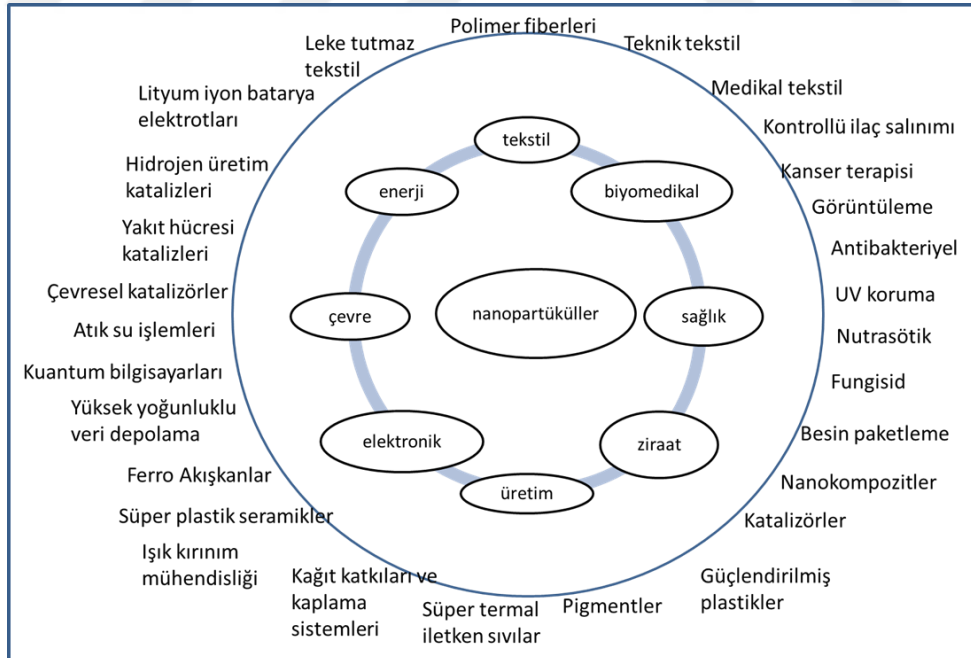 Polimer fiberleri
Teknik tekstil
Leke tutmaz
tekstil
Medikal tekstil
Lityum iyon batarya
elektrotları
Kontrollü ilaç salınımı
tekstil
Hidrojen üretim
katalizleri
enerji
biyomedikal
Kanser terapisi
Görüntüleme
Yakıt hücresi
katalizleri
Antibakteriyel
Çevresel katalizörler
UV koruma
çevre
nanopartüküller
sağlık
Atık su işlemleri
Nutrasötik
Kuantum bilgisayarları
Fungisid
Yüksek yoğunluklu
veri depolama
elektronik
ziraat
Besin paketleme
Ferro Akışkanlar
üretim
Nanokompozitler
Süper plastik seramikler
Katalizörler
Işık kırınım
mühendisliği
Kağıt katkıları ve
kaplama
sistemleri
Süper termal
iletken sıvılar
Pigmentler
Güçlendirilmiş
plastikler